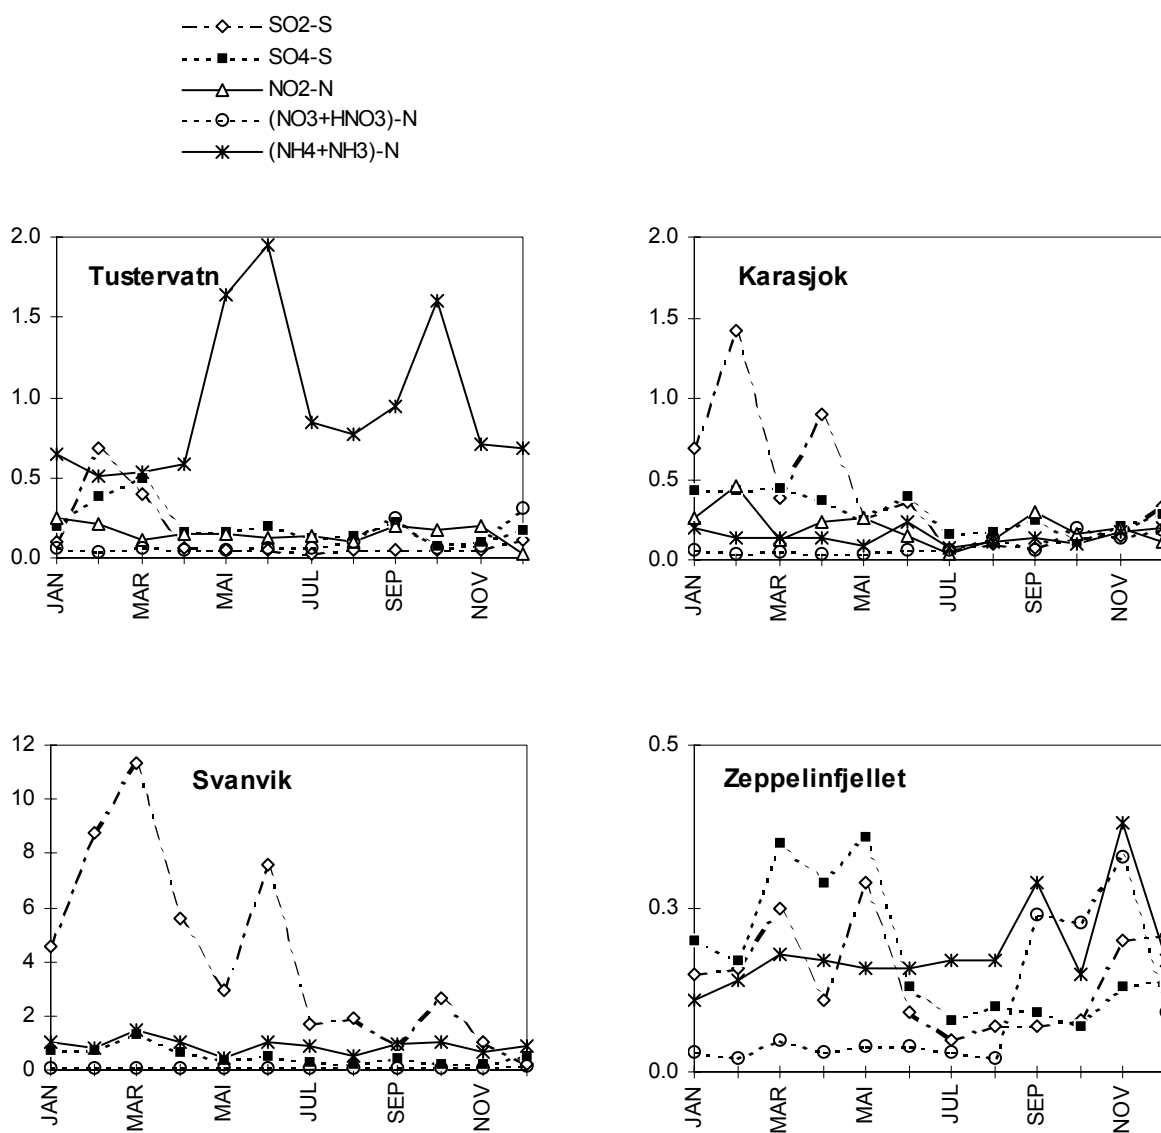 SO2-S
SO4-S
NO2-N
(NO3+HNO3)-N
(NH4+NH3)-N
Tustervatn
2.0
1.5
1.0
0.5
0.0
JAN
MAR
MAI
JUL
SEP
NOV
Karasjok
2.0
1.5
1.0
0.5
0.0
JAN
MAR
MAI
JUL
SEP
NOV
Svanvik
12
10
8
6
4
2
0
JAN
MAR
MAI
JUL
SEP
NOV
Zeppelinfjellet
0.5
0.3
0.0
JAN
MAR
MAI
JUL
SEP
NOV